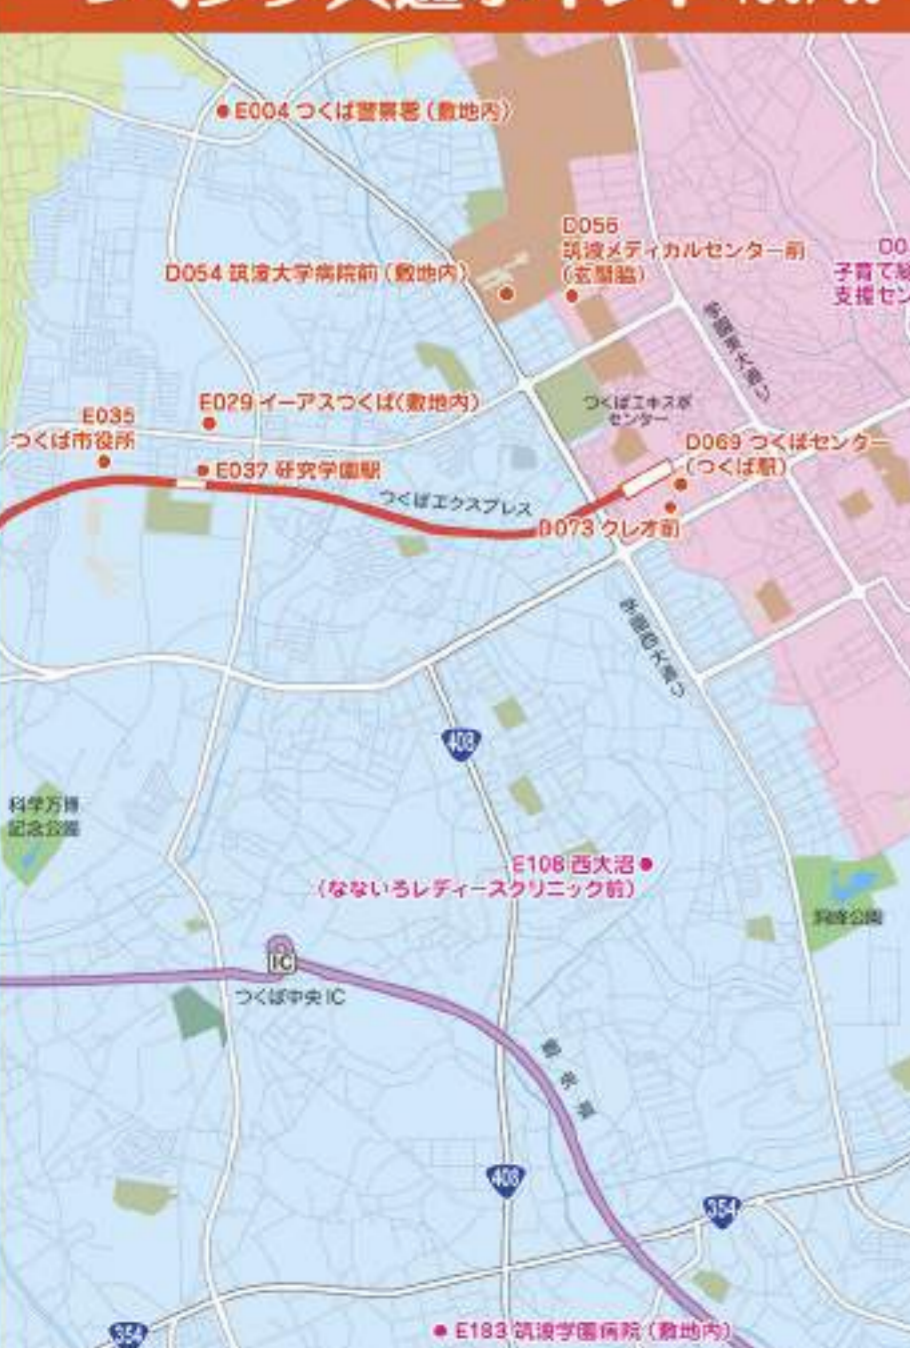 E004 つくば警察署(敷地内)
D056
筑波メディカルセンター前
(玄関脇)
D054 筑波大学病院前(敷地内)
子育て
支援セン
学園東大通り
E029 イーアスつくば(敷地内)
つくばエキスポ
センター
E035
つくば市役所
D069 つくばセンター
(つくば駅)
E037 研究学園駅
つくばエクスプレス
D073 クレオ前
学園西大通り
408
科学万博
記念公園
E108 西大沼
(なないろレディースクリニック前)
洞峰公園
IC
つくば中央IC
圏央道
408
354
354
E183 筑波学園病院(敷地内)